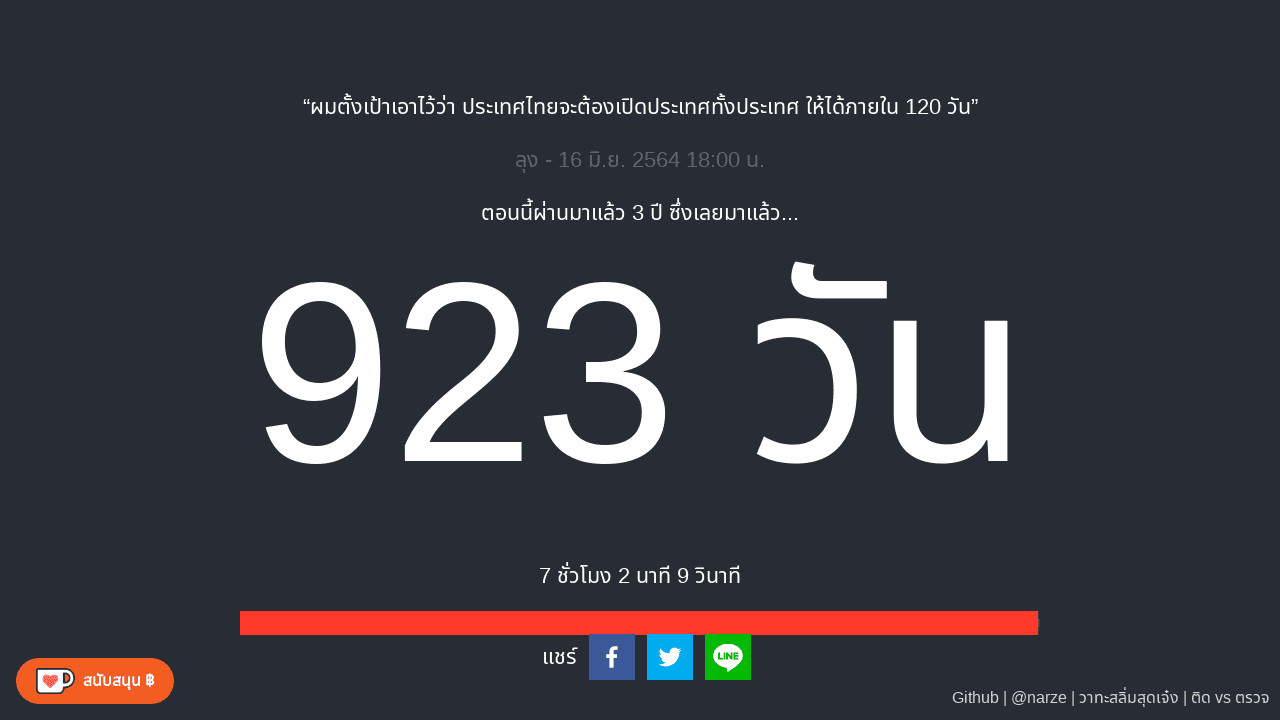 “ผมตั้งเป้าเอาไว้ว่า ประเทศไทยจะต้องเปิดประเทศทั้งประเทศ ให้ได้ภายใน 120 วัน”
ลุง - 16 มิ.ย. 2564 18:00 น.
ตอนนี้ผ่านมาแล้ว 3 ปี ซึ่งเลยมาแล้ว...
923 วัน
7 ชั่วโมง 2 นาที 9 วินาที
แชร์
LINE
สนับสนุน ฿
Github | @narze | วาทะสลิ่มสุดเจ๋ง | ติด vs ตรวจ